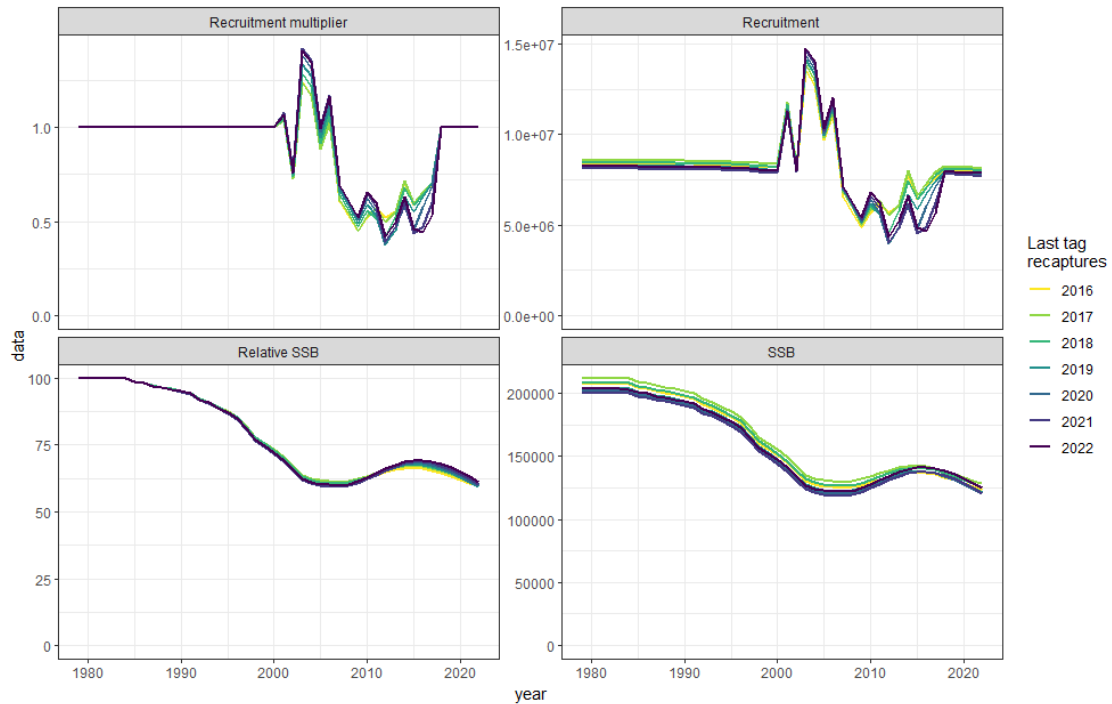 Recruitment multiplier
Recruitment
1.0
0.5
0.0
1.5e+07
1.0e+07
5.0e+06
0.0e+00
data
Relative SSB
SSB
100
75
50
25
0
200000
150000
100000
50000
0
1980 1990 2000 2010 2020
1980 1990 2000 2010 2020
year
Last tag
recaptures
2016
2017
2018
2019
2020
2021
2022